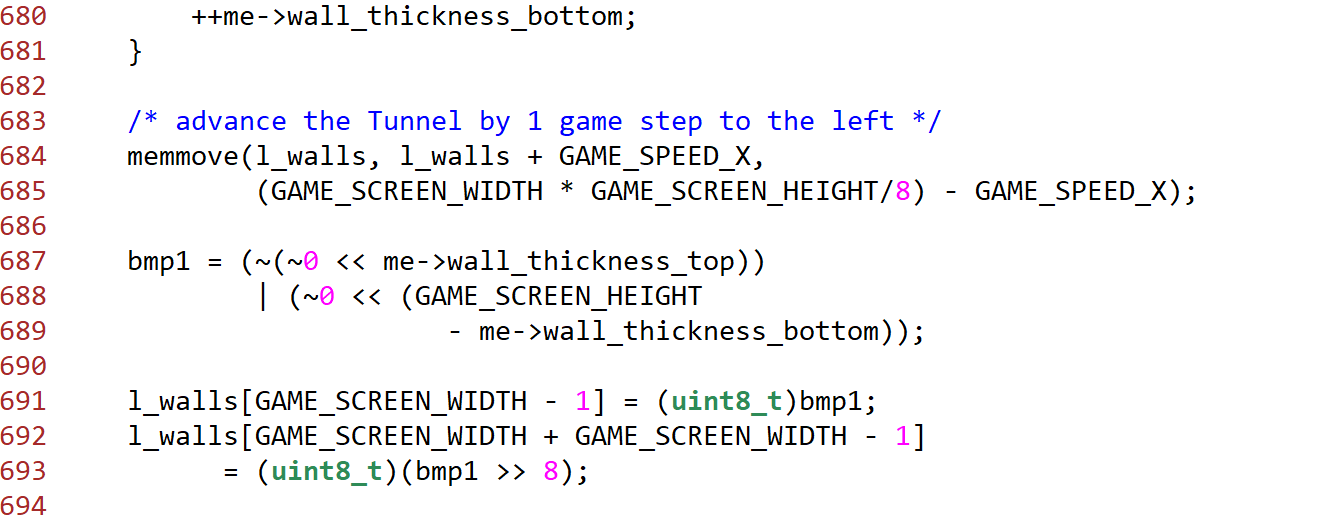 680         ++me->wall_thickness_bottom;
681     }
682
683     /* advance the Tunnel by 1 game step to the left */
684     memmove(l_walls, l_walls + GAME_SPEED_X,
685             (GAME_SCREEN_WIDTH * GAME_SCREEN_HEIGHT/8) - GAME_SPEED_X);
686
687     bmp1 = (~(~0 << me->wall_thickness_top))
688             | (~0 << (GAME_SCREEN_HEIGHT
689                         - me->wall_thickness_bottom));
690
691     l_walls[GAME_SCREEN_WIDTH - 1] = (uint8_t)bmp1;
692     l_walls[GAME_SCREEN_WIDTH + GAME_SCREEN_WIDTH - 1]
693           = (uint8_t)(bmp1 >> 8);
694